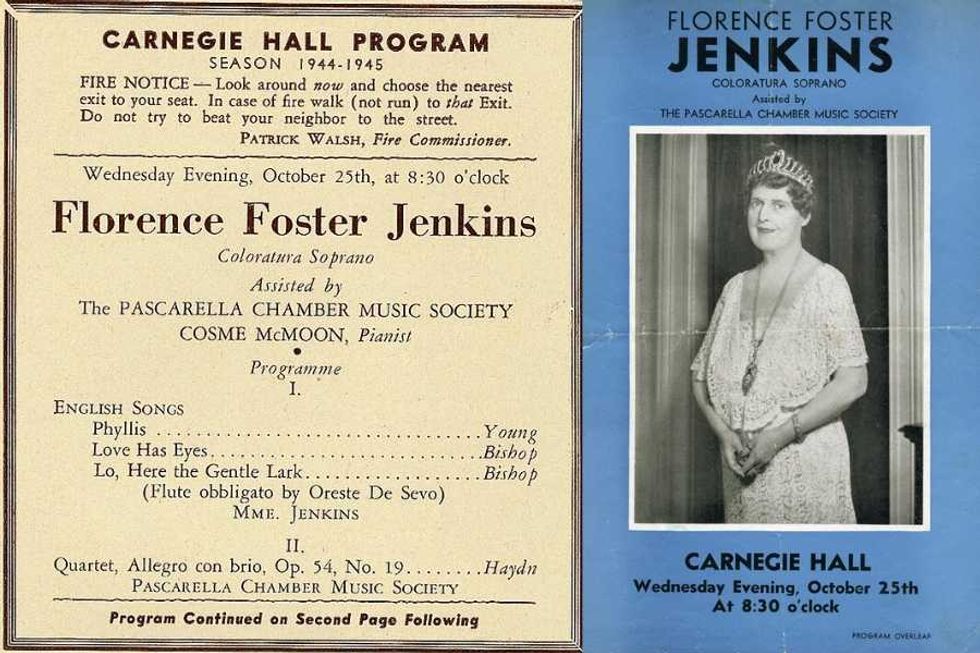 CARNEGIE HALL PROGRAM
SEASON 1944-1945
FIRE NOTICE — Look around now and choose the nearest
exit to your seat. In case of fire walk (not run) to that Exit.
Do not try to beat your neighbor to the street.
PATRICK WALSH, Fire Commissioner.
Wednesday Evening, October 25th, at 8:30 o'clock
Florence Foster Jenkins
Coloratura Soprano
Assisted by
The PASCARELLA CHAMBER MUSIC SOCIETY
COSME McMOON, Pianist
•
Programme
I.
ENGLISH SONGS
Phyllis ................................ Young
Love Has Eyes........................... Bishop
Lo, Here the Gentle Lark.................. Bishop
(Flute obbligato by Oreste De Sevo)
MME. JENKINS
II.
Quartet, Allegro con brio, Op. 54, No. 19........ Haydn
PASCARELLA CHAMBER MUSIC SOCIETY
Program Continued on Second Page Following
FLORENCE FOSTER
JENKINS
COLORATURA SOPRANO
Assisted by
THE PASCARELLA CHAMBER MUSIC SOCIETY
CARNEGIE HALL
Wednesday Evening, October 25th
At 8:30 o'clock
PROGRAM OVERLEAF